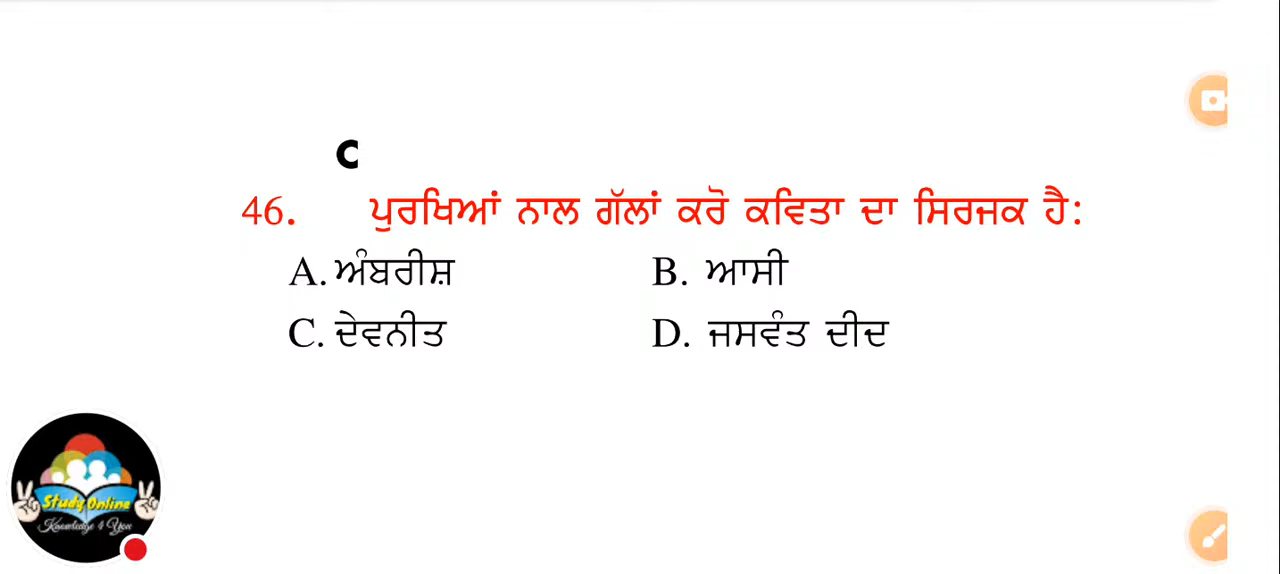 C
46. ਪੁਰਖਿਆਂ ਨਾਲ ਗੱਲਾਂ ਕਰੋ ਕਵਿਤਾ ਦਾ ਸਿਰਜਕ ਹੈ:
A. ਅੰਬਰੀਸ਼ B. ਆਸੀ
C. ਦੇਵਨੀਤ D. ਜਸਵੰਤ ਦੀਦ
Study Online
Knowledge 4 You